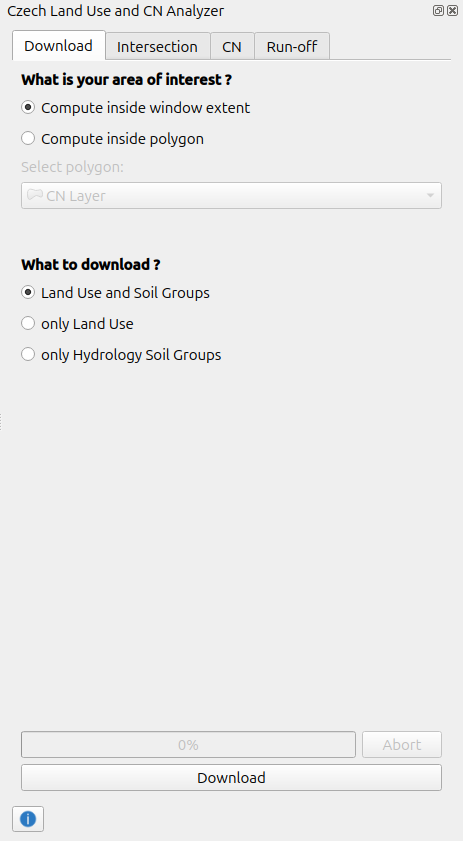 Czech Land Use and CN Analyzer
Download Intersection CN Run-off
What is your area of interest ?
Compute inside window extent
Compute inside polygon
Select polygon:
CN Layer
What to download ?
Land Use and Soil Groups
only Land Use
only Hydrology Soil Groups
0% Abort
Download
i